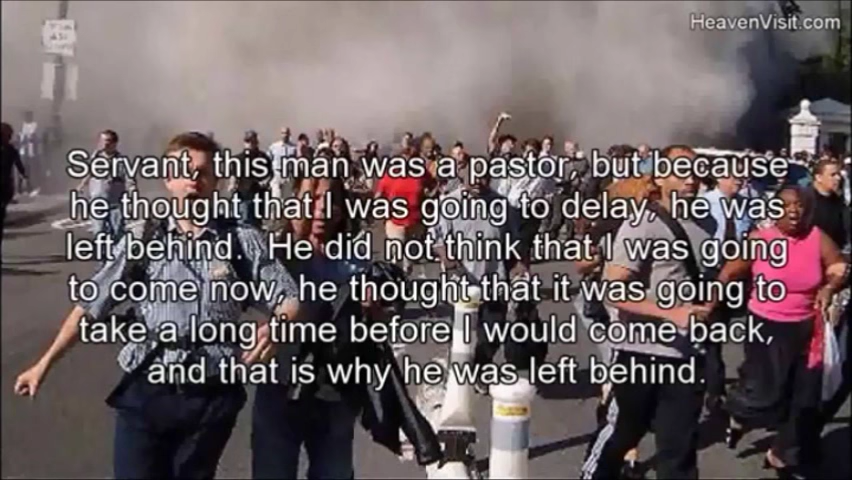 HeavenVisit.com
Servant, this man was a pastor, but because
he thought that I was going to delay, he was
left behind. He did not think that I was going
to come now, he thought that it was going to
take a long time before I would come back,
and that is why he was left behind.